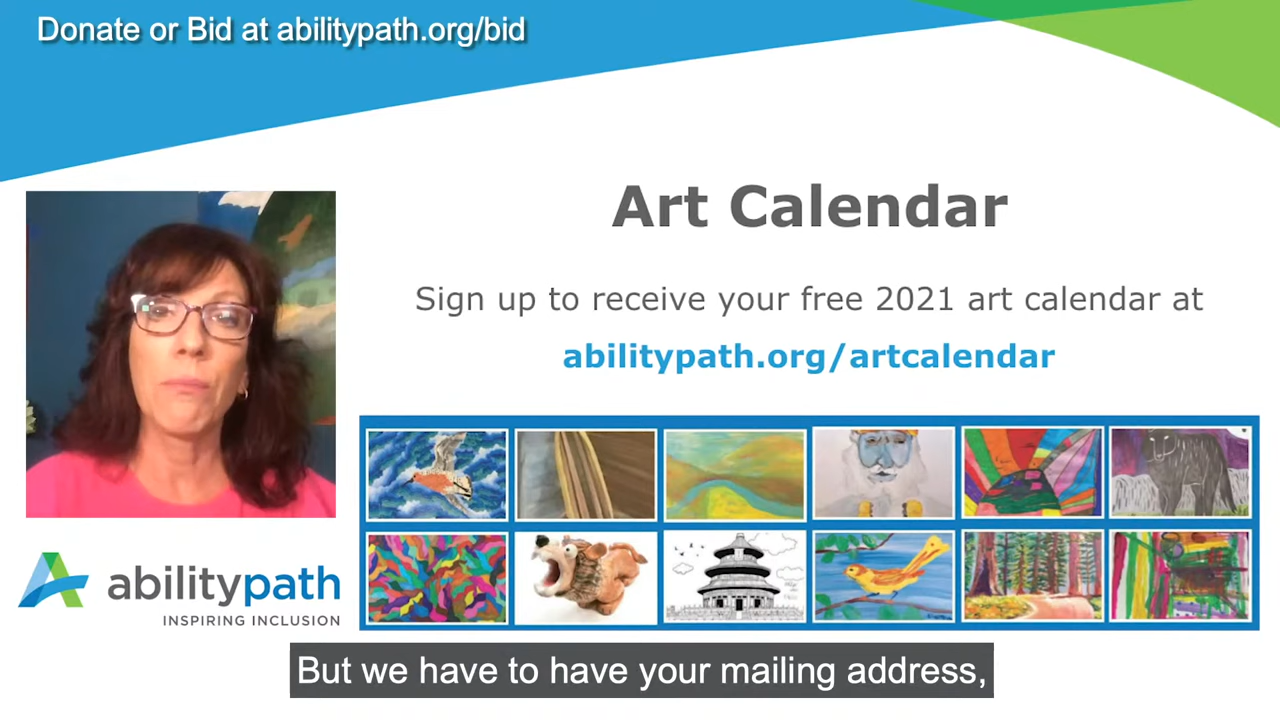 Donate or Bid at abilitypath.org/bid
Art Calendar
Sign up to receive your free 2021 art calendar at
abilitypath.org/artcalendar
abilitypath
INSPIRING INCLUSION
But we have to have your mailing address,